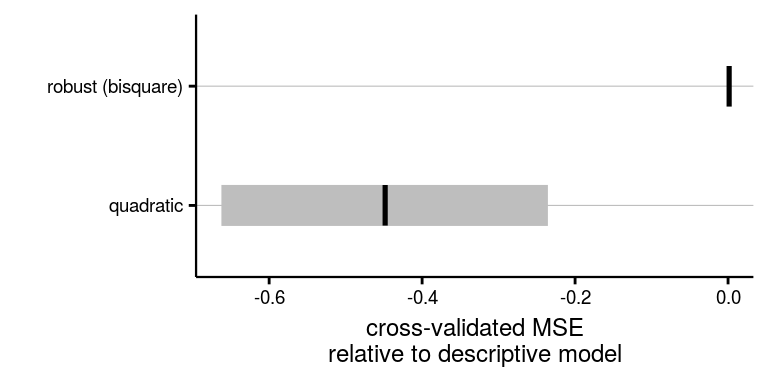 robust (bisquare)
quadratic
-0.6 -0.4 -0.2 0.0
cross-validated MSE
relative to descriptive model